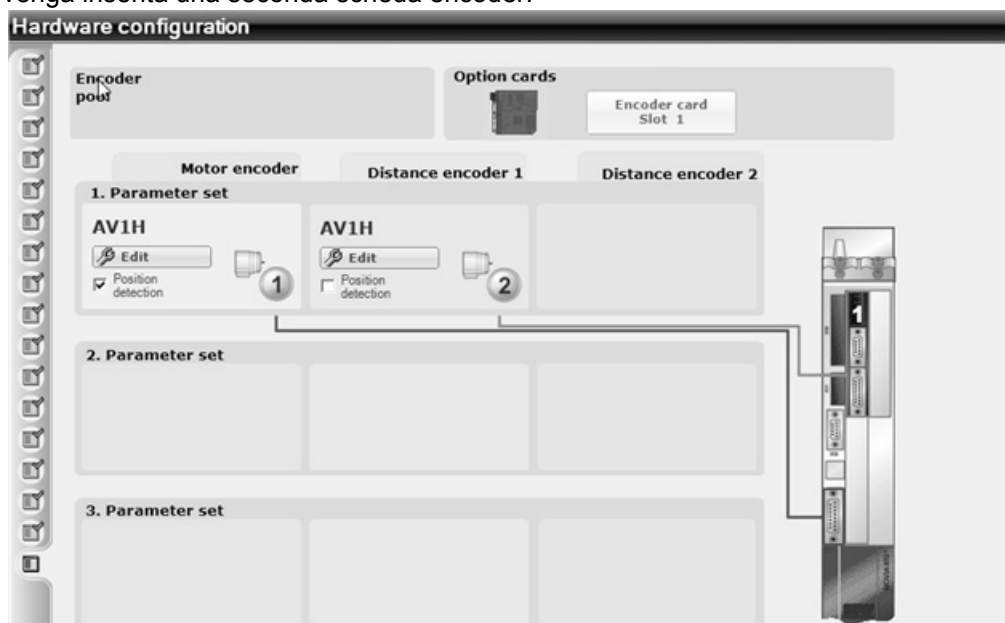 venga inserita una seconda scheda encoder.
Hardware configuration
Encoder
pool
Option cards
Encoder card
Slot 1
Motor encoder
Distance encoder 1
Distance encoder 2
1. Parameter set
AV1H
Edit
Position
detection
1
AV1H
Edit
Position
detection
2
1
2. Parameter set
3. Parameter set